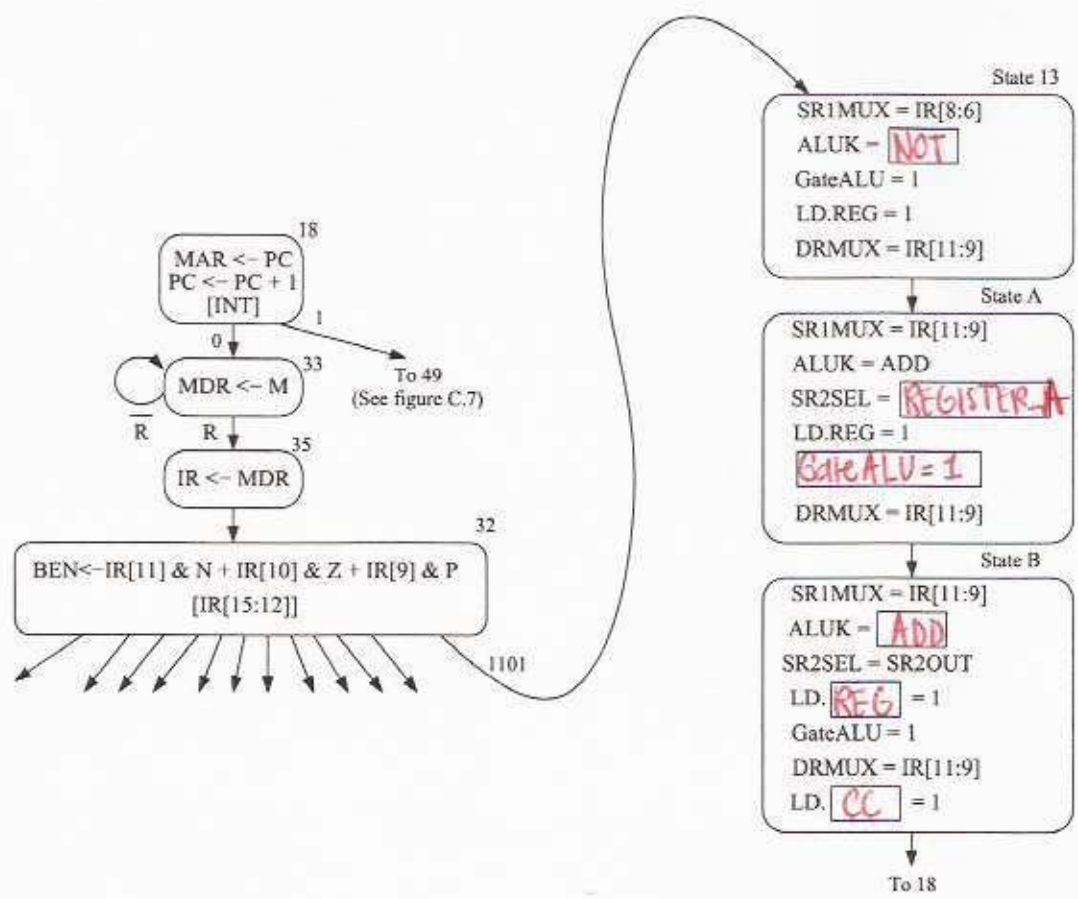 18
MAR <− PC
PC <− PC + 1
[INT]
0
1
To 49
(See figure C.7)
33
MDR <− M
R
R
35
IR <− MDR
32
BEN<−IR[11] & N + IR[10] & Z + IR[9] & P
[IR[15:12]]
1101
State 13
SR1MUX = IR[8:6]
ALUK = NOT
GateALU = 1
LD.REG = 1
DRMUX = IR[11:9]
State A
SR1MUX = IR[11:9]
ALUK = ADD
SR2SEL = REGISTER_A
LD.REG = 1
GateALU = 1
DRMUX = IR[11:9]
State B
SR1MUX = IR[11:9]
ALUK = ADD
SR2SEL = SR2OUT
LD. REG = 1
GateALU = 1
DRMUX = IR[11:9]
LD. CC = 1
To 18